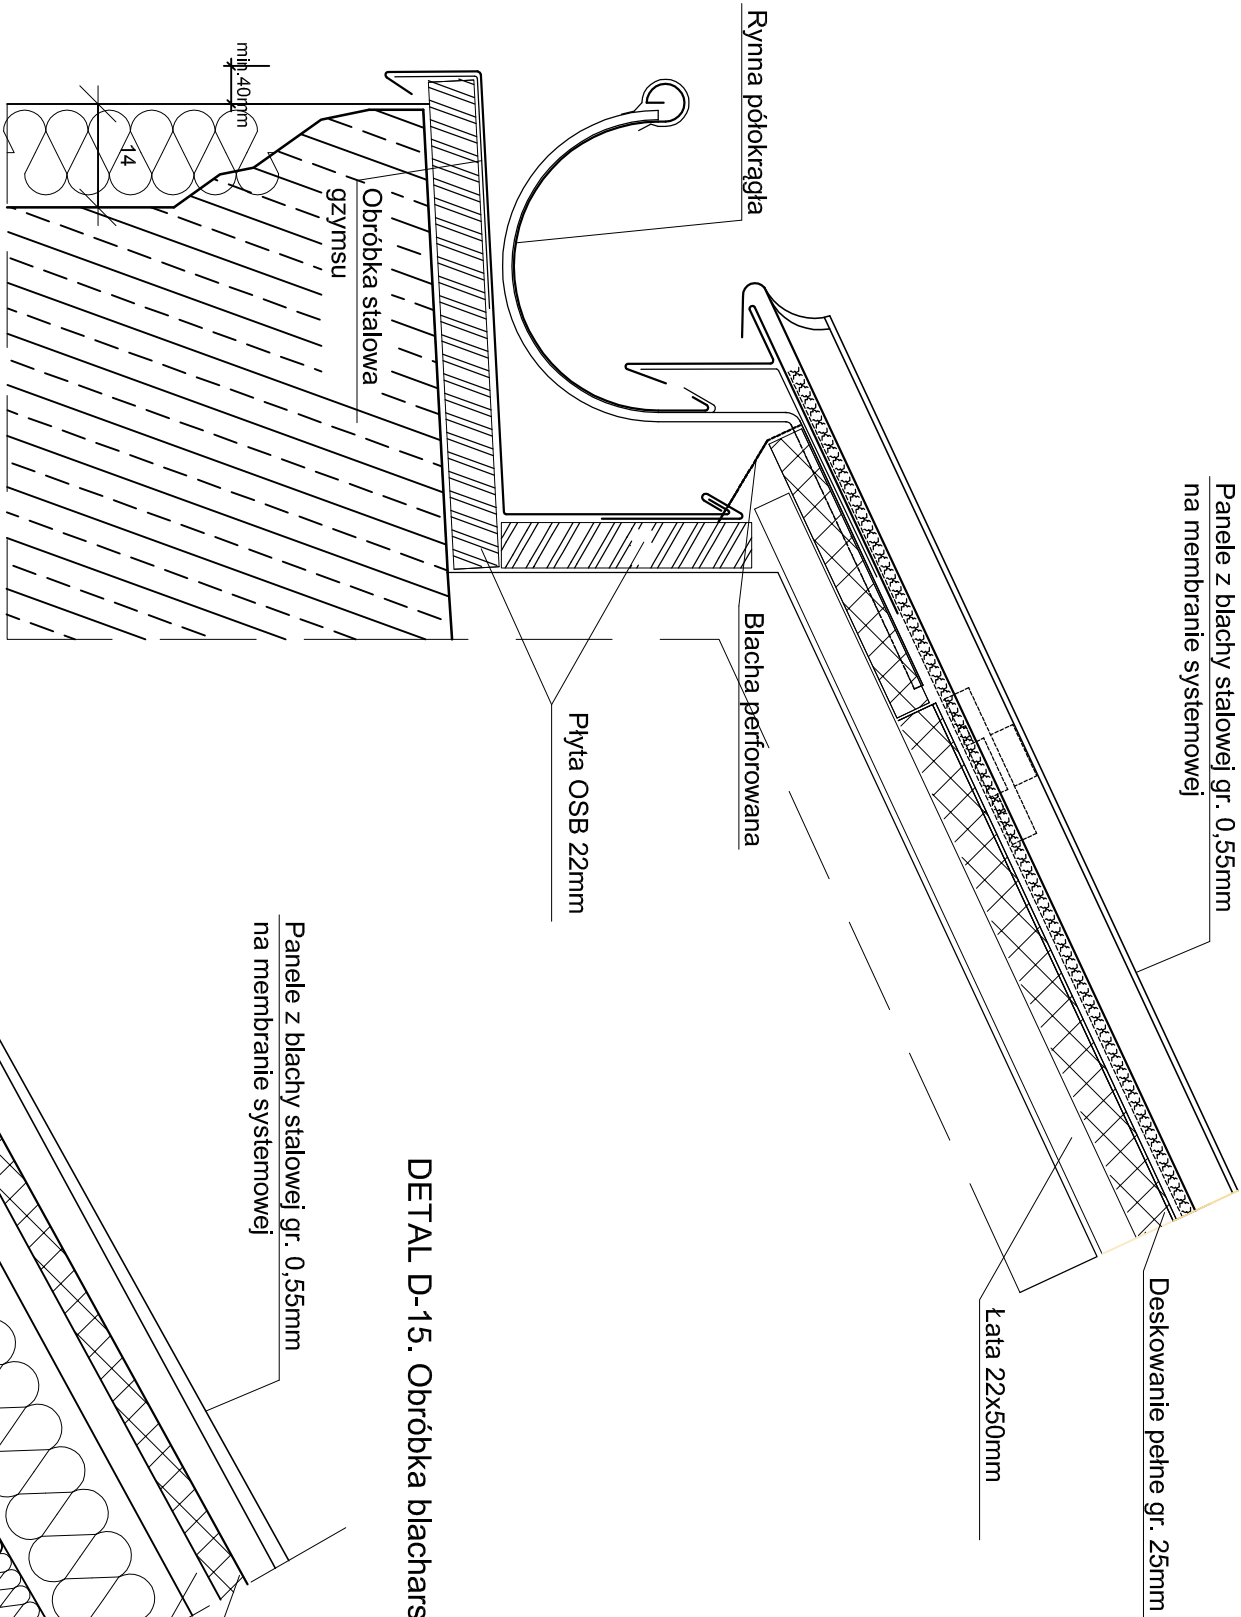 Panele z blachy stalowej gr. 0,55mm
na membranie systemowej
Deskowanie pełne gr. 25mm
Łata 22x50mm
Rynna półokrągła
Blacha perforowana
Płyta OSB 22mm
Obróbka stalowa
gzymsu
min.40mm
14
DETAL D-15. Obróbka blachars
Panele z blachy stalowej gr. 0,55mm
na membranie systemowej